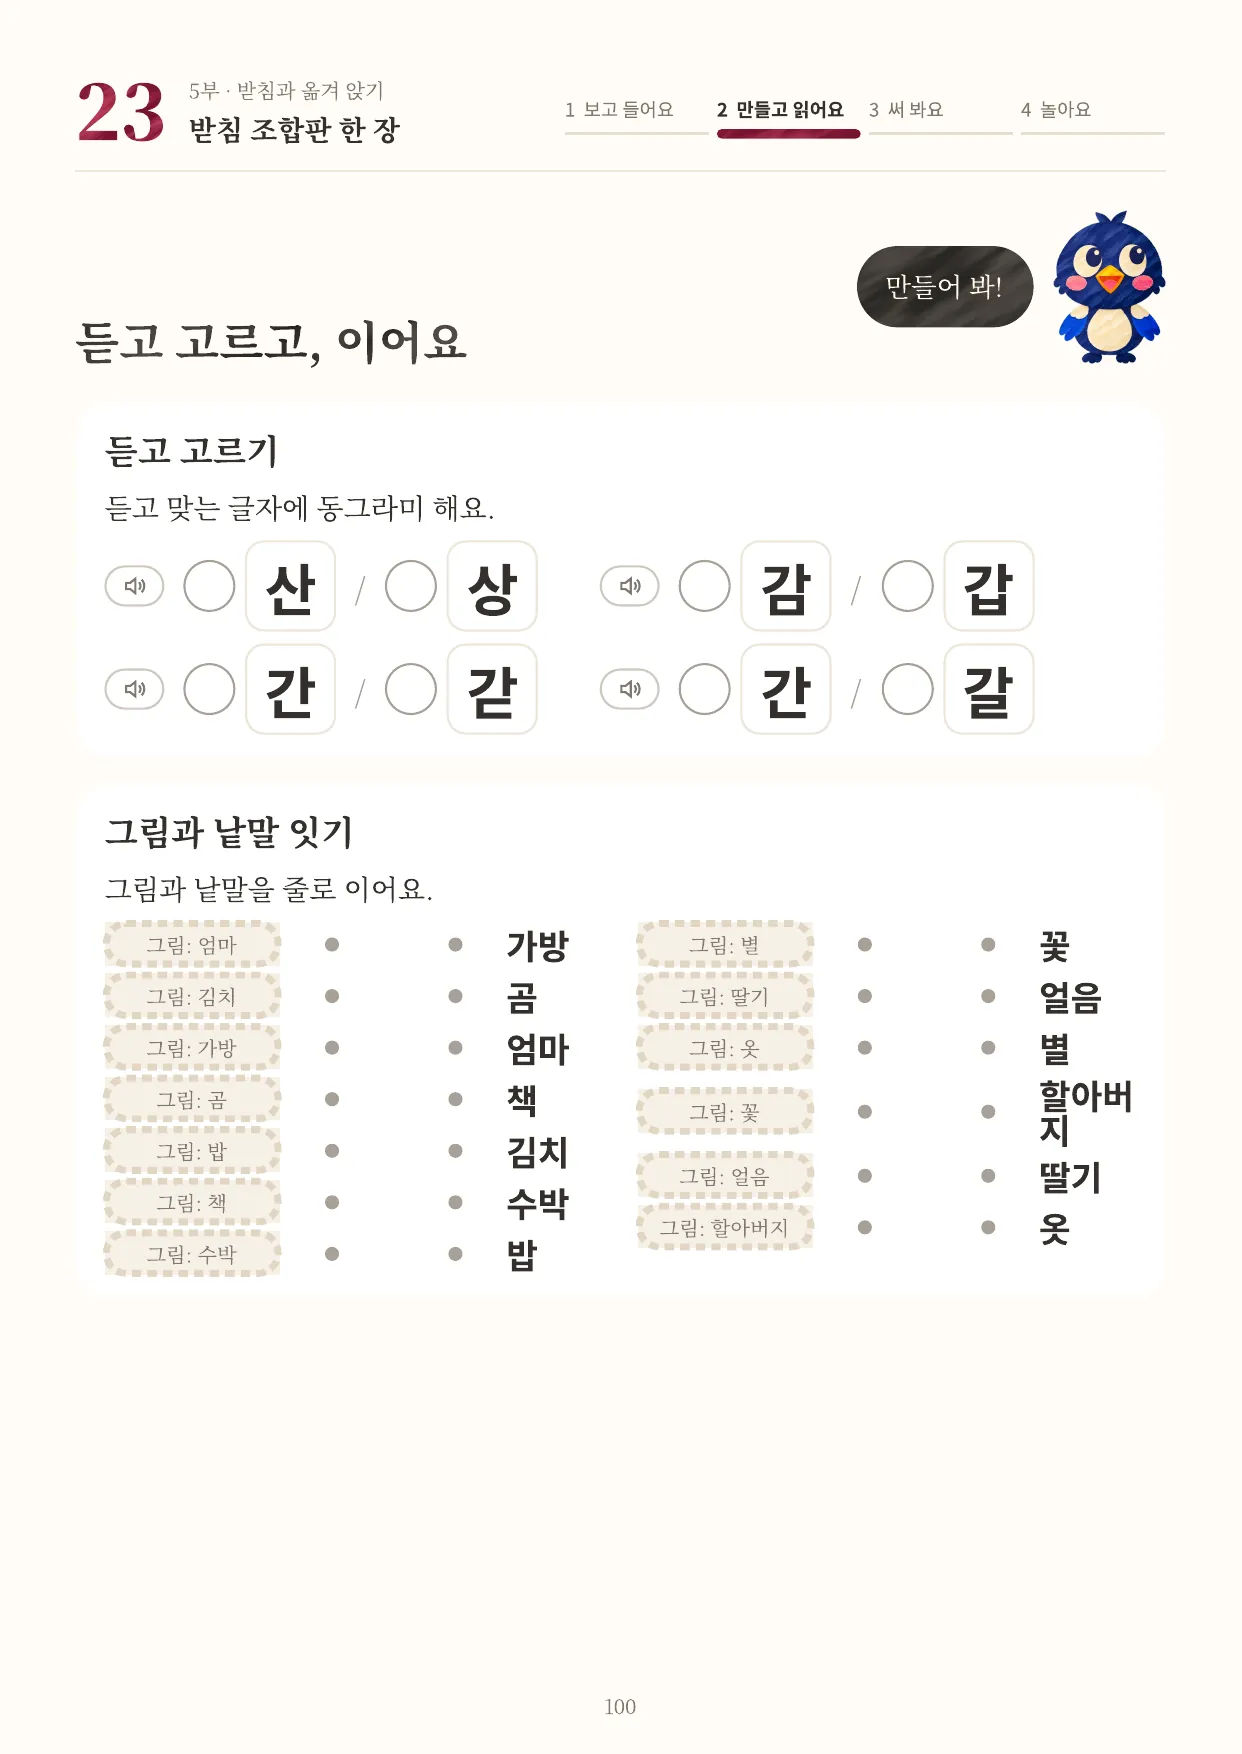 23
5부 · 받침과 옮겨 앉기
받침 조합판 한 장
1 보고 들어요
2 만들고 읽어요
3 써 봐요
4 놀아요
만들어 봐!
듣고 고르고, 이어요
듣고 고르기
듣고 맞는 글자에 동그라미 해요.
산 / 상
감 / 갑
간 / 갇
간 / 갈
그림과 낱말 잇기
그림과 낱말을 줄로 이어요.
그림: 엄마 가방
그림: 김치 곰
그림: 가방 엄마
그림: 곰 책
그림: 밥 김치
그림: 책 수박
그림: 수박 밥
그림: 별 꽃
그림: 딸기 얼음
그림: 옷 별
그림: 꽃 할아버
지
그림: 얼음 딸기
그림: 할아버지 옷
100